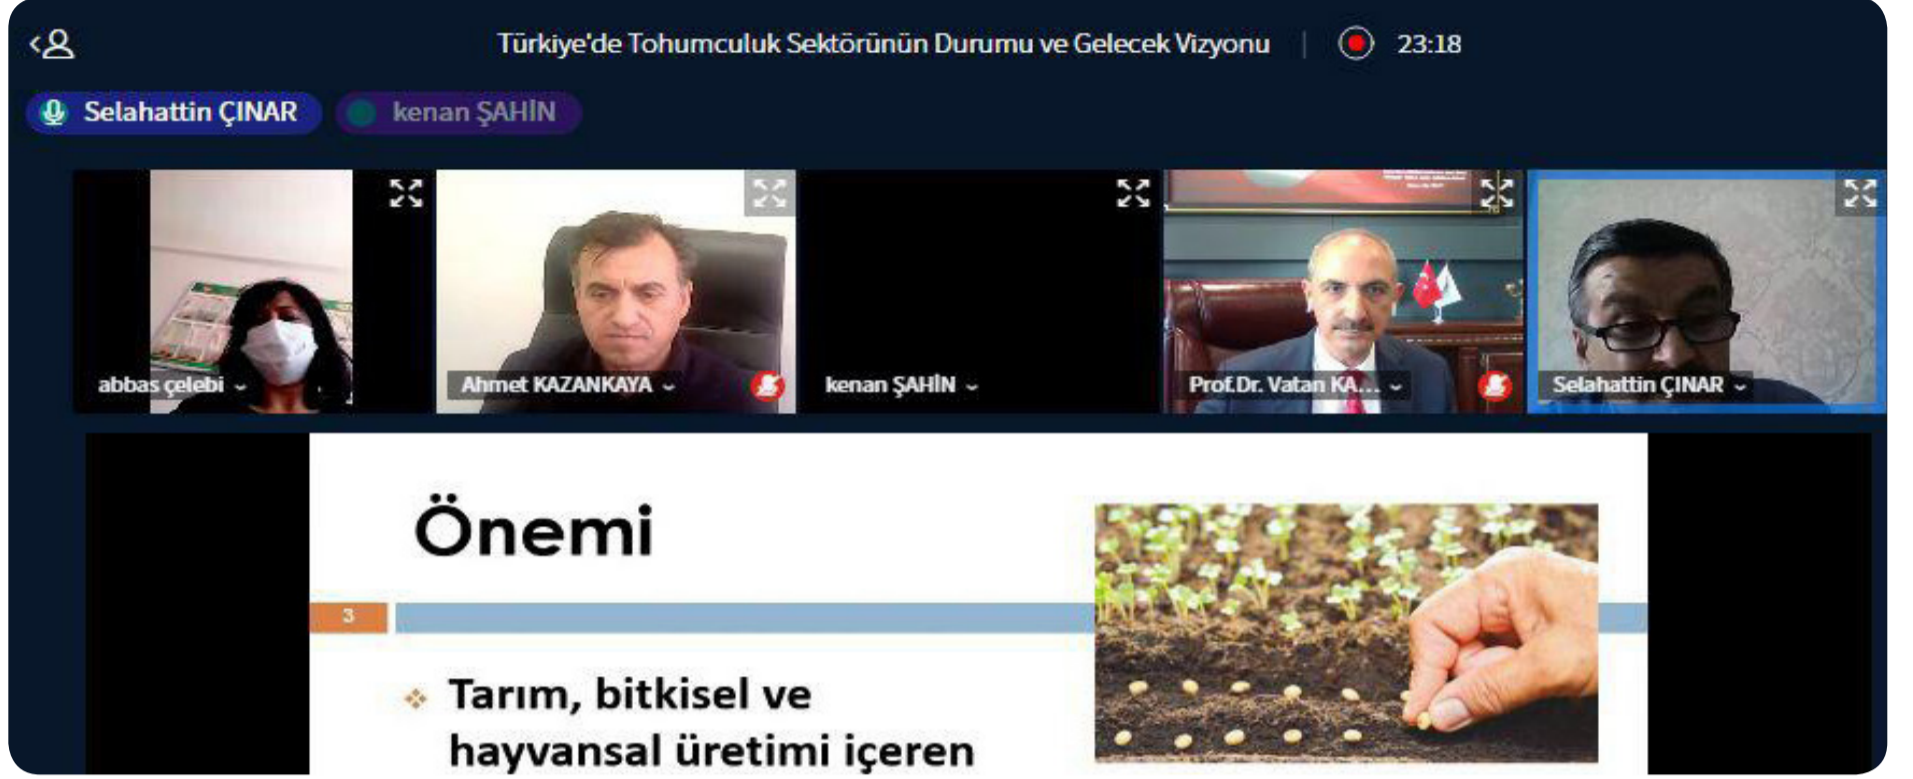 Türkiye'de Tohumculuk Sektörünün Durumu ve Gelecek Vizyonu
23:18
Selahattin ÇINAR
kenan ŞAHİN
abbas çelebi
Ahmet KAZANKAYA
kenan ŞAHİN
Prof.Dr. Vatan KA...
Selahattin ÇINAR
Önemi
3
Tarım, bitkisel ve
hayvansal üretimi içeren